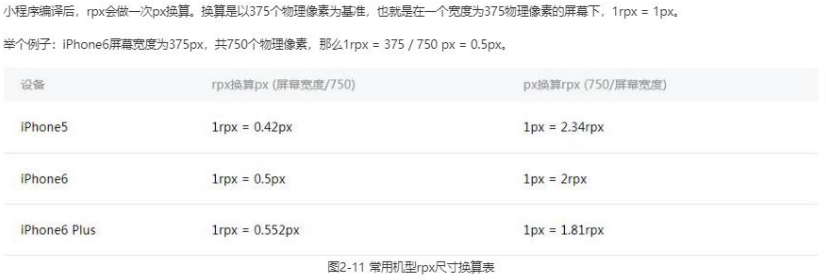 小程序编译后，rpx会做一次px换算。换算是以375个物理像素为基准，也就是在一个宽度为375物理像素的屏幕下，1rpx = 1px。
举个例子：iPhone6屏幕宽度为375px，共750个物理像素，那么1rpx = 375 / 750 px = 0.5px。
设备 rpx换算px (屏幕宽度/750) px换算rpx (750/屏幕宽度)
iPhone5 1rpx = 0.42px 1px = 2.34rpx
iPhone6 1rpx = 0.5px 1px = 2rpx
iPhone6 Plus 1rpx = 0.552px 1px = 1.81rpx
图2-11 常用机型rpx尺寸换算表